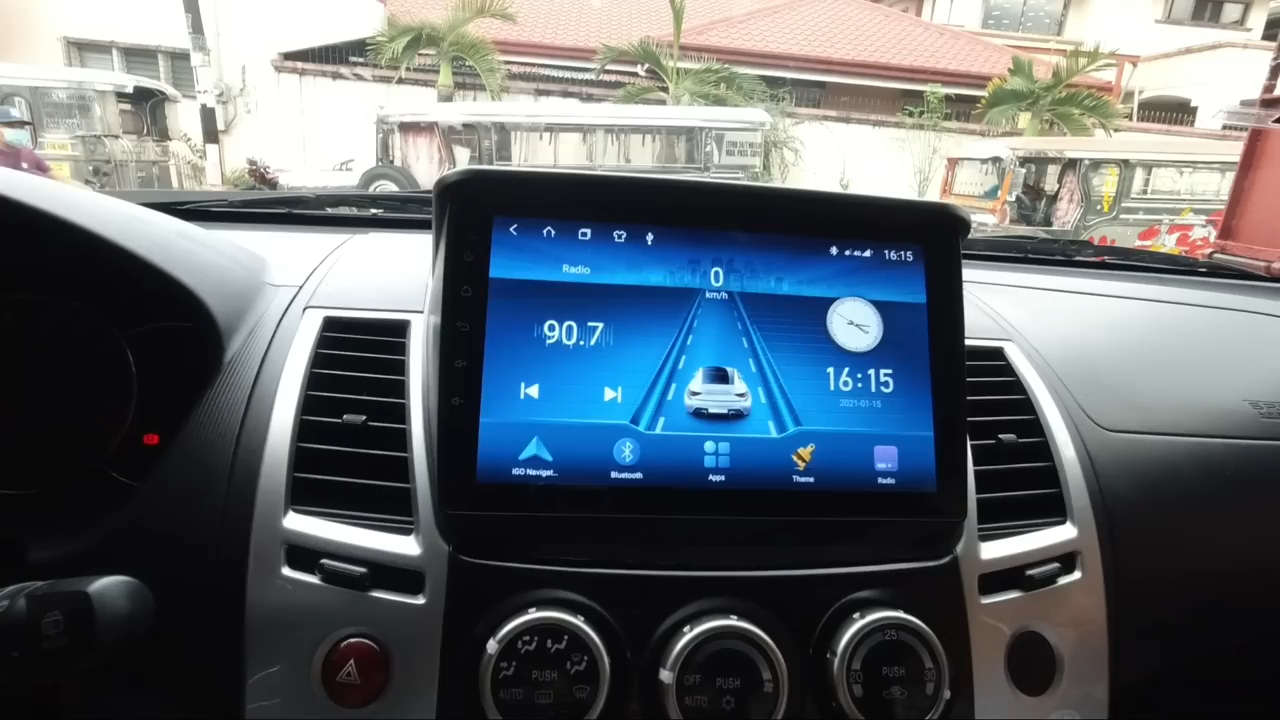 16:15
Radio
0
km/h
90.7
16:15
2021-01-15
iGO Navigat...
Bluetooth
Apps
Theme
Radio
PUSH
AUTO
OFF
PUSH
AUTO
25
PUSH
20
30